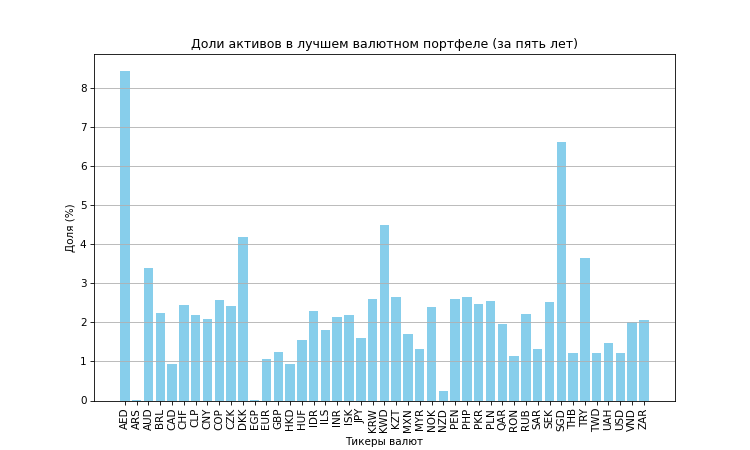 Доли активов в лучшем валютном портфеле (за пять лет)
Доля (%)
8
7
6
5
4
3
2
1
0
AED ARS AUD BRL CAD CHF CLP CNY COP CZK DKK EGP EUR GBP HKD HUF IDR ILS INR ISK JPY KRW KWD KZT MXN MYR NOK NZD PEN PHP PKR PLN QAR RON RUB SAR SEK SGD THB TRY TWD UAH USD VND ZAR
Тикеры валют